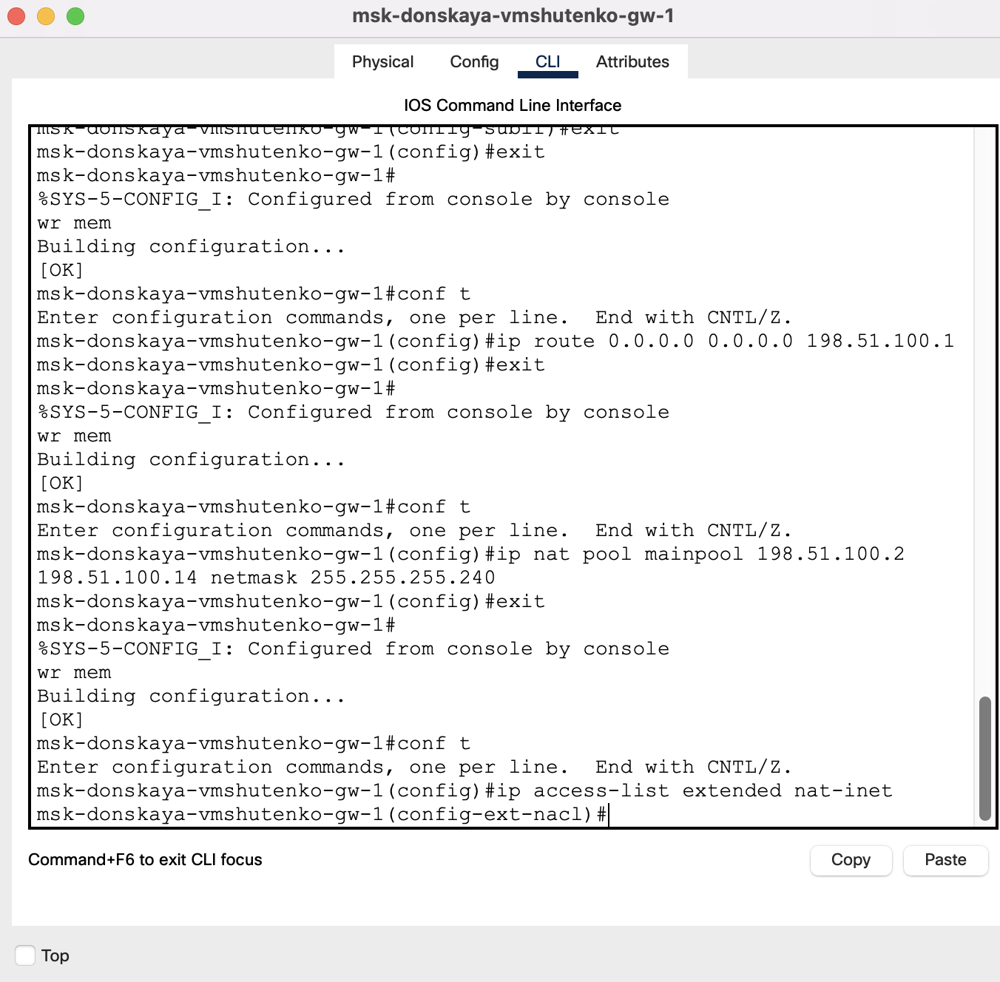 msk-donskaya-vmshutenko-gw-1
Physical Config CLI Attributes
IOS Command Line Interface
msk-donskaya-vmshutenko-gw-1(config-subif)#exit
msk-donskaya-vmshutenko-gw-1(config)#exit
msk-donskaya-vmshutenko-gw-1#
%SYS-5-CONFIG_I: Configured from console by console
wr mem
Building configuration...
[OK]
msk-donskaya-vmshutenko-gw-1#conf t
Enter configuration commands, one per line.  End with CNTL/Z.
msk-donskaya-vmshutenko-gw-1(config)#ip route 0.0.0.0 0.0.0.0 198.51.100.1
msk-donskaya-vmshutenko-gw-1(config)#exit
msk-donskaya-vmshutenko-gw-1#
%SYS-5-CONFIG_I: Configured from console by console
wr mem
Building configuration...
[OK]
msk-donskaya-vmshutenko-gw-1#conf t
Enter configuration commands, one per line.  End with CNTL/Z.
msk-donskaya-vmshutenko-gw-1(config)#ip nat pool mainpool 198.51.100.2
198.51.100.14 netmask 255.255.255.240
msk-donskaya-vmshutenko-gw-1(config)#exit
msk-donskaya-vmshutenko-gw-1#
%SYS-5-CONFIG_I: Configured from console by console
wr mem
Building configuration...
[OK]
msk-donskaya-vmshutenko-gw-1#conf t
Enter configuration commands, one per line.  End with CNTL/Z.
msk-donskaya-vmshutenko-gw-1(config)#ip access-list extended nat-inet
msk-donskaya-vmshutenko-gw-1(config-ext-nacl)#
Command+F6 to exit CLI focus
Copy Paste
Top